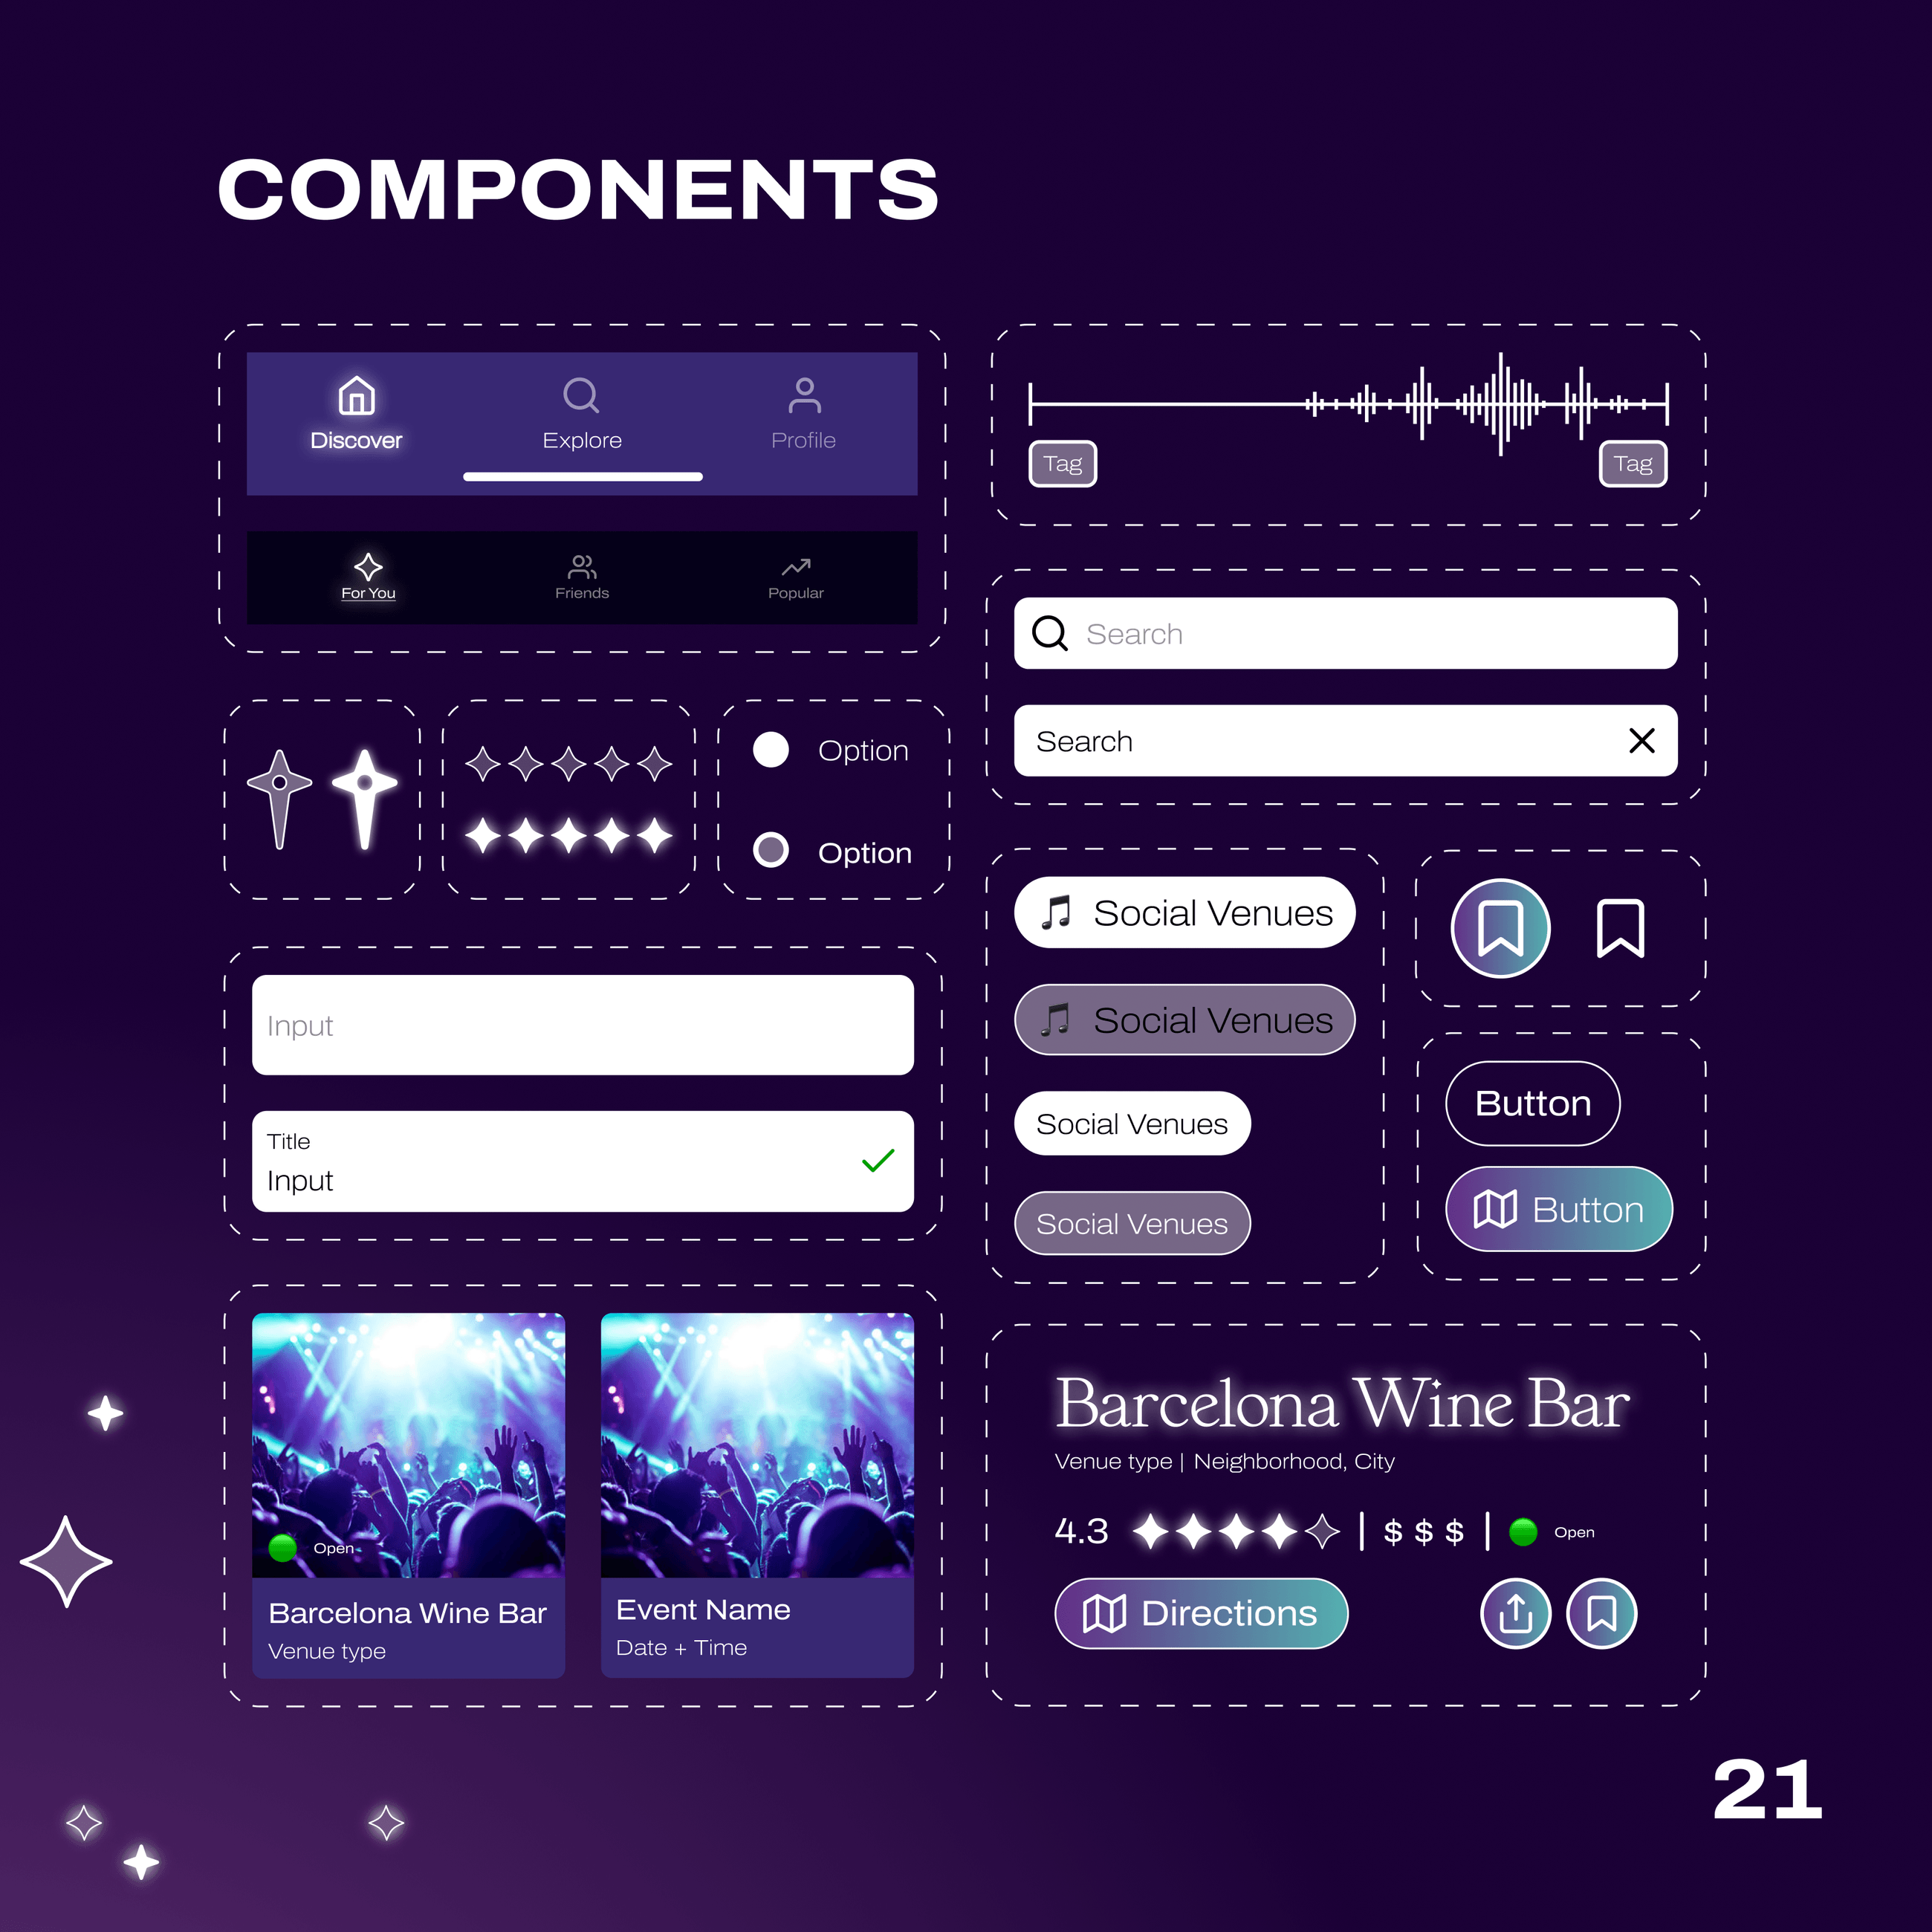 COMPONENTS
Discover Explore Profile
For You Friends Popular
Option
Option
Input
Title
Input
Open
Barcelona Wine Bar
Venue type
Event Name
Date + Time
Tag Tag
Search
Search
Social Venues
Social Venues
Social Venues
Social Venues
Button
Button
Barcelona Wine Bar
Venue type | Neighborhood, City
4.3 | $ $ $ | Open
Directions
21